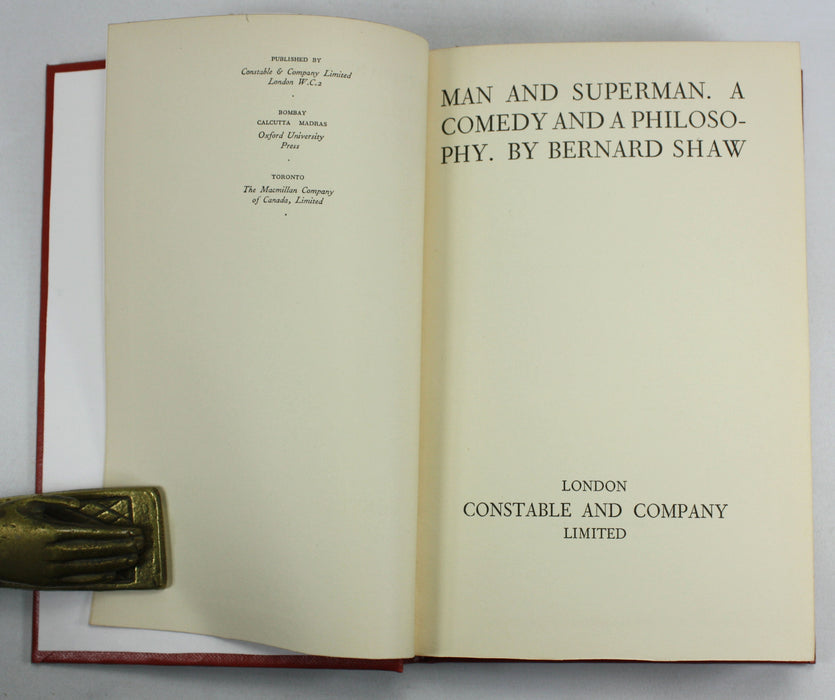 PUBLISHED BY
Constable & Company Limited
London W.C.2
BOMBAY
CALCUTTA MADRAS
Oxford University
Press
TORONTO
The Macmillan Company
of Canada, Limited
MAN AND SUPERMAN. A
COMEDY AND A PHILOSO-
PHY. BY BERNARD SHAW
LONDON
CONSTABLE AND COMPANY
LIMITED